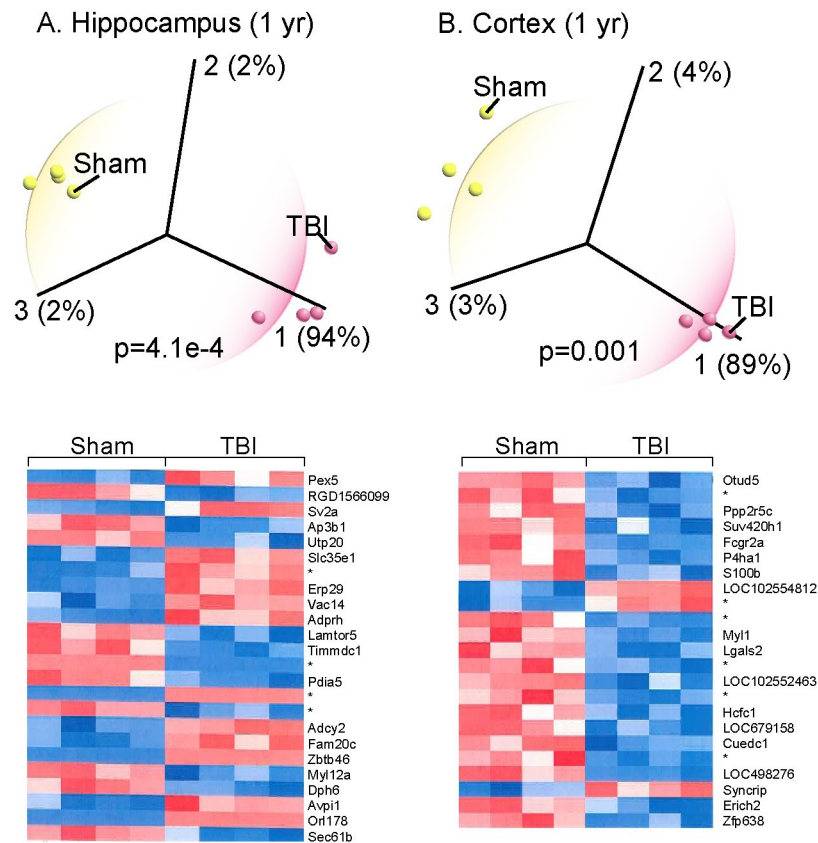 A. Hippocampus (1 yr)
2 (2%)
Sham
TBI
3 (2%)
1 (94%)
p=4.1e-4
B. Cortex (1 yr)
2 (4%)
Sham
TBI
3 (3%)
1 (89%)
p=0.001
Sham TBI
Pex5
RGD1566099
Sv2a
Ap3b1
Utp20
Slc35e1
*
Erp29
Vac14
Adprh
Lamtor5
Timmdc1
*
Pdia5
*
*
Adcy2
Fam20c
Zbtb46
Myl12a
Dph6
Avpi1
Orl178
Sec61b
Sham TBI
Otud5
*
Ppp2r5c
Suv420h1
Fcgr2a
P4ha1
S100b
LOC102554812
*
*
Myl1
Lgals2
*
LOC102552463
*
Hcfc1
LOC679158
Cuedc1
*
LOC498276
Syncrip
Erich2
Zfp638